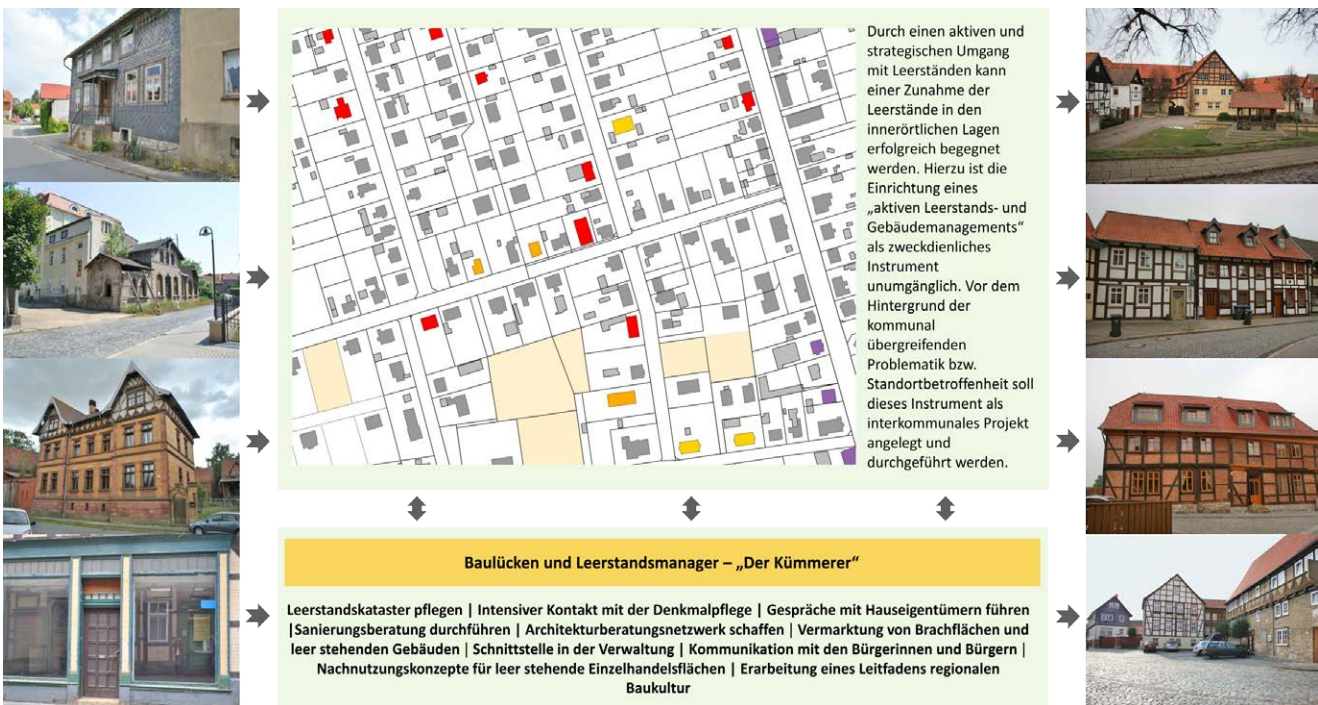 Durch einen aktiven und
strategischen Umgang
mit Leerständen kann
einer Zunahme der
Leerstände in den
innerörtlichen Lagen
erfolgreich begegnet
werden. Hierzu ist die
Einrichtung eines
„aktiven Leerstands- und
Gebäudemanagements“
als zweckdienliches
Instrument
unumgänglich. Vor dem
Hintergrund der
kommunal
übergreifenden
Problematik bzw.
Standortbetroffenheit soll
dieses Instrument als
interkommunales Projekt
angelegt und
durchgeführt werden.
Baulücken und Leerstandsmanager – „Der Kümmerer“
Leerstandskataster pflegen | Intensiver Kontakt mit der Denkmalpflege | Gespräche mit Hauseigentümern führen
|Sanierungsberatung durchführen | Architekturberatungsnetzwerk schaffen | Vermarktung von Brachflächen und
leer stehenden Gebäuden | Schnittstelle in der Verwaltung | Kommunikation mit den Bürgerinnen und Bürgern |
Nachnutzungskonzepte für leer stehende Einzelhandelsflächen | Erarbeitung eines Leitfadens regionalen
Baukultur